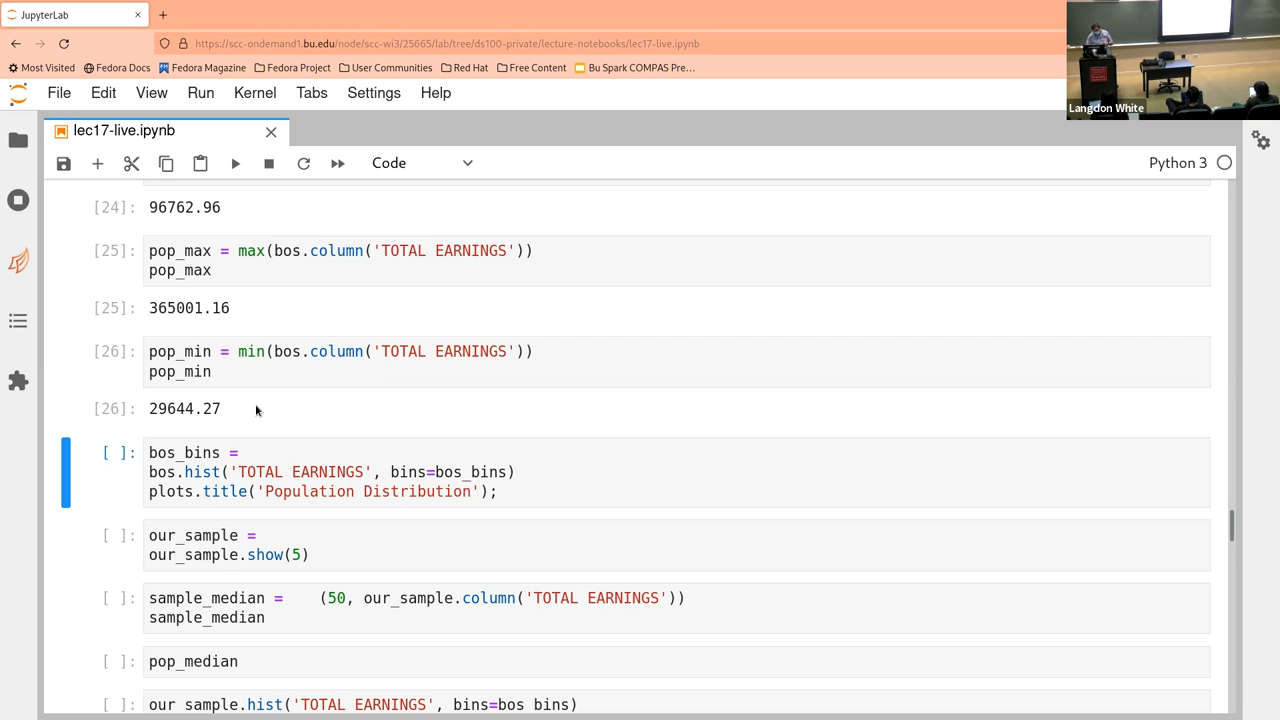 JupyterLab
https://scc-ondemand1.bu.edu/node/scc-wi3/25665/lab/tree/ds100-private/lecture-notebooks/lec17-live.ipynb
Most Visited Fedora Docs Fedora Magazine Fedora Project User Communities Red Hat Free Content Bu Spark COMPAS Pre…
Langdon White
File Edit View Run Kernel Tabs Settings Help
lec17-live.ipynb
Code
Python 3
[24]: 96762.96
[25]: pop_max = max(bos.column('TOTAL EARNINGS'))
pop_max
[25]: 365001.16
[26]: pop_min = min(bos.column('TOTAL EARNINGS'))
pop_min
[26]: 29644.27
[ ]: bos_bins =
bos.hist('TOTAL EARNINGS', bins=bos_bins)
plots.title('Population Distribution');
[ ]: our_sample =
our_sample.show(5)
[ ]: sample_median =    (50, our_sample.column('TOTAL EARNINGS'))
sample_median
[ ]: pop_median
[ ]: our_sample.hist('TOTAL EARNINGS', bins=bos_bins)